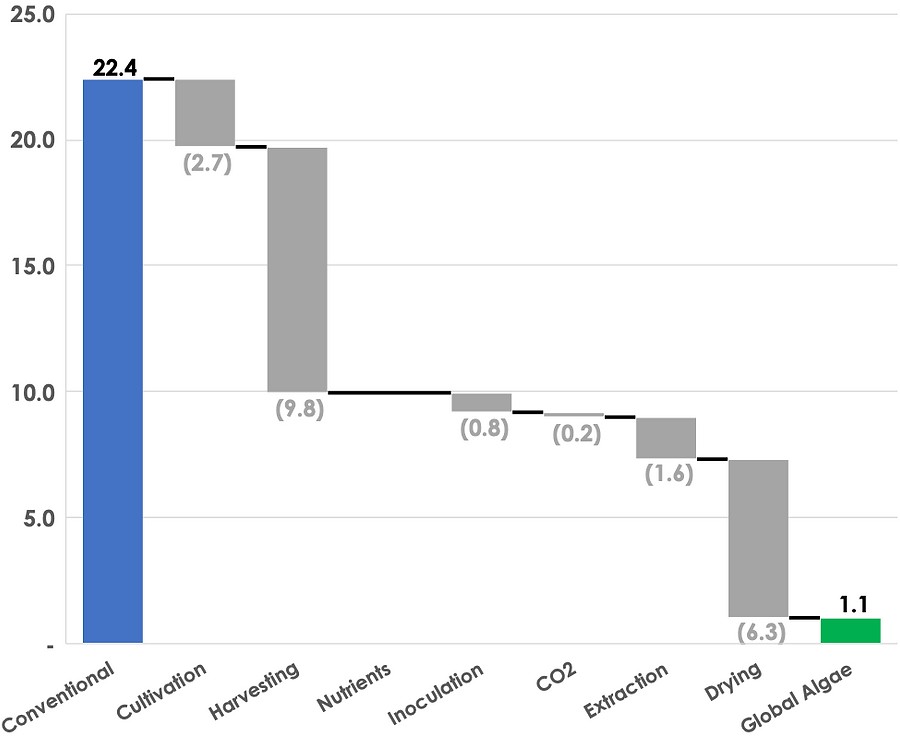 25.0
22.4
20.0
(2.7)
15.0
10.0
(9.8)
(0.8)
(0.2)
(1.6)
5.0
1.1
(6.3)
-
Conventional
Cultivation
Harvesting
Nutrients
Inoculation
CO2
Extraction
Drying
Global Algae